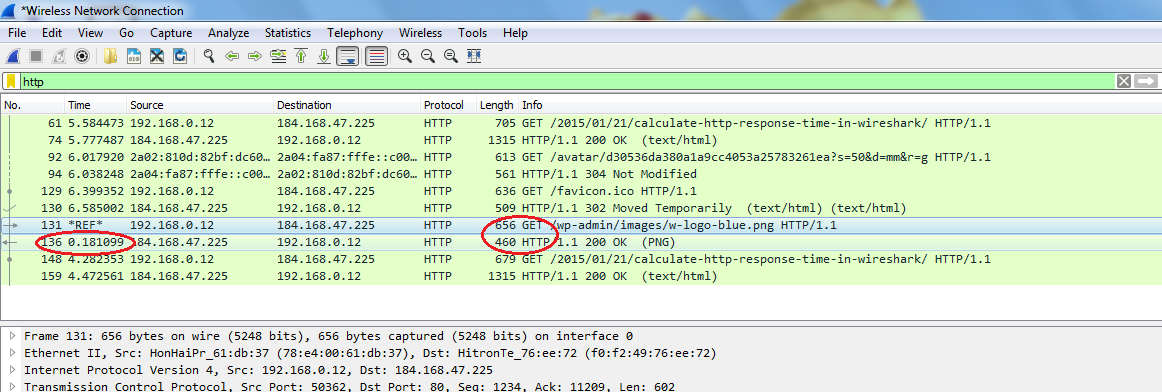 *Wireless Network Connection
File Edit View Go Capture Analyze Statistics Telephony Wireless Tools Help
http
No. Time Source Destination Protocol Length Info
61 5.584473 192.168.0.12 184.168.47.225 HTTP 705 GET /2015/01/21/calculate-http-response-time-in-wireshark/ HTTP/1.1
74 5.777487 184.168.47.225 192.168.0.12 HTTP 1315 HTTP/1.1 200 OK (text/html)
92 6.017920 2a02:810d:82bf:dc60… 2a04:fa87:fffe::c00… HTTP 613 GET /avatar/d30536da380a1a9cc4053a25783261ea?s=50&d=mm&r=g HTTP/1.1
94 6.038248 2a04:fa87:fffe::c00… 2a02:810d:82bf:dc60… HTTP 561 HTTP/1.1 304 Not Modified
129 6.399352 192.168.0.12 184.168.47.225 HTTP 636 GET /favicon.ico HTTP/1.1
130 6.585002 184.168.47.225 192.168.0.12 HTTP 509 HTTP/1.1 302 Moved Temporarily (text/html) (text/html)
131 *REF* 192.168.0.12 184.168.47.225 HTTP 656 GET /wp-admin/images/w-logo-blue.png HTTP/1.1
136 0.181099 184.168.47.225 192.168.0.12 HTTP 460 HTTP/1.1 200 OK (PNG)
148 4.282353 192.168.0.12 184.168.47.225 HTTP 679 GET /2015/01/21/calculate-http-response-time-in-wireshark/ HTTP/1.1
159 4.472561 184.168.47.225 192.168.0.12 HTTP 1315 HTTP/1.1 200 OK (text/html)
Frame 131: 656 bytes on wire (5248 bits), 656 bytes captured (5248 bits) on interface 0
Ethernet II, Src: HonHaiPr_61:db:37 (78:e4:00:61:db:37), Dst: HitronTe_76:ee:72 (f0:f2:49:76:ee:72)
Internet Protocol Version 4, Src: 192.168.0.12, Dst: 184.168.47.225
Transmission Control Protocol, Src Port: 50362, Dst Port: 80, Seq: 1234, Ack: 11209, Len: 602